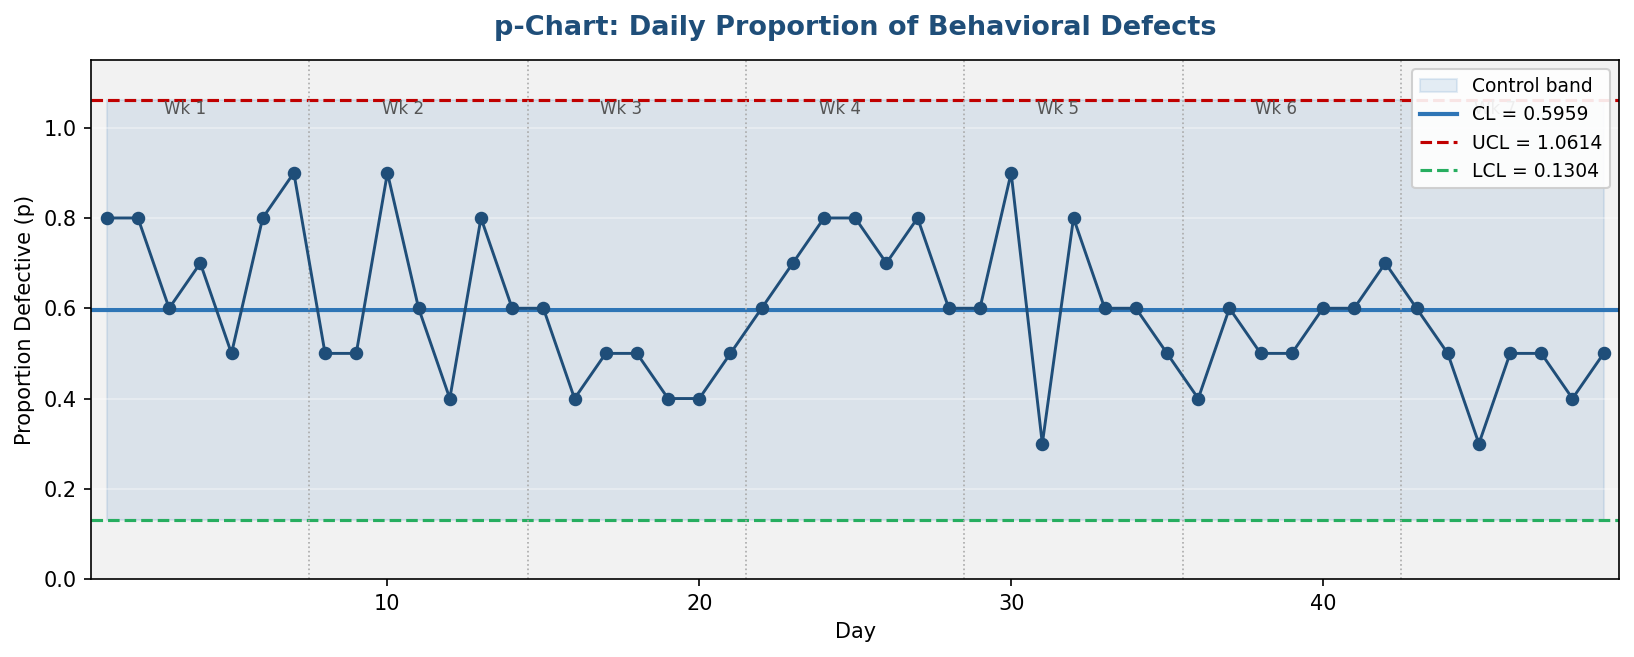 p-Chart: Daily Proportion of Behavioral Defects
Wk 1
Wk 2
Wk 3
Wk 4
Wk 5
Wk 6
Control band
CL = 0.5959
UCL = 1.0614
LCL = 0.1304
Proportion Defective (p)
1.0
0.8
0.6
0.4
0.2
0.0
10
20
30
40
Day